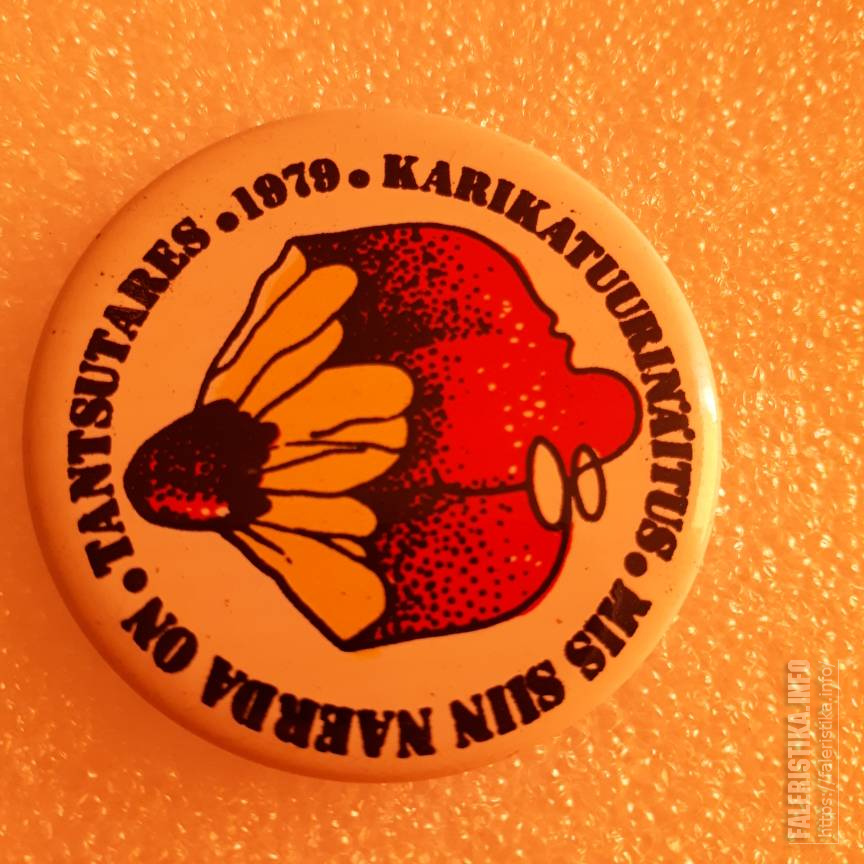 KARIKATUURINÄITUS • MIS SIIN NAERDA ON • TANTSUTARES • 1979 •
FALERISTIKA.INFO
https://faleristika.info